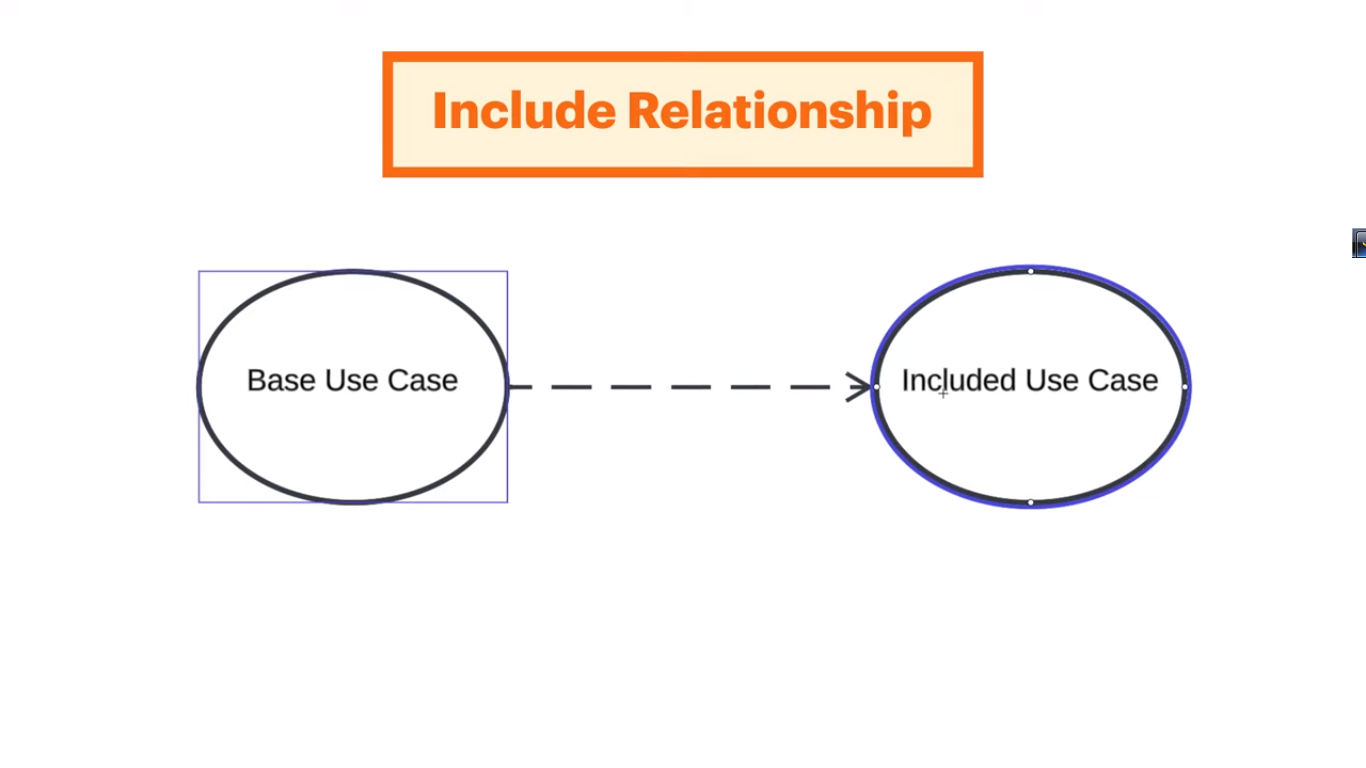 Include Relationship
Base Use Case
Included Use Case